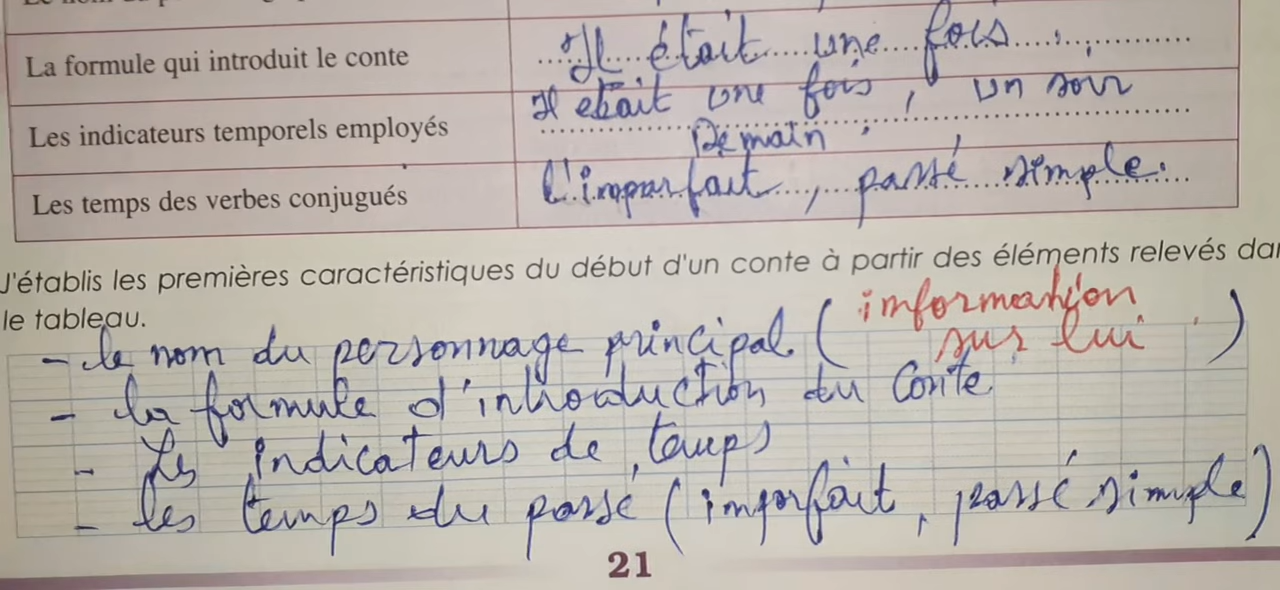 La formule qui introduit le conte
Il était une fois
Les indicateurs temporels employés
Il était une fois, un soir
Demain
Les temps des verbes conjugués
l'imparfait, passé simple.
J'établis les premières caractéristiques du début d'un conte à partir des éléments relevés dan
le tableau.
- le nom du personnage principal (information
sur lui)
- la formule d'introduction du Conte
- Les indicateurs de temps
- les temps du passé (imparfait, passé simple)
21